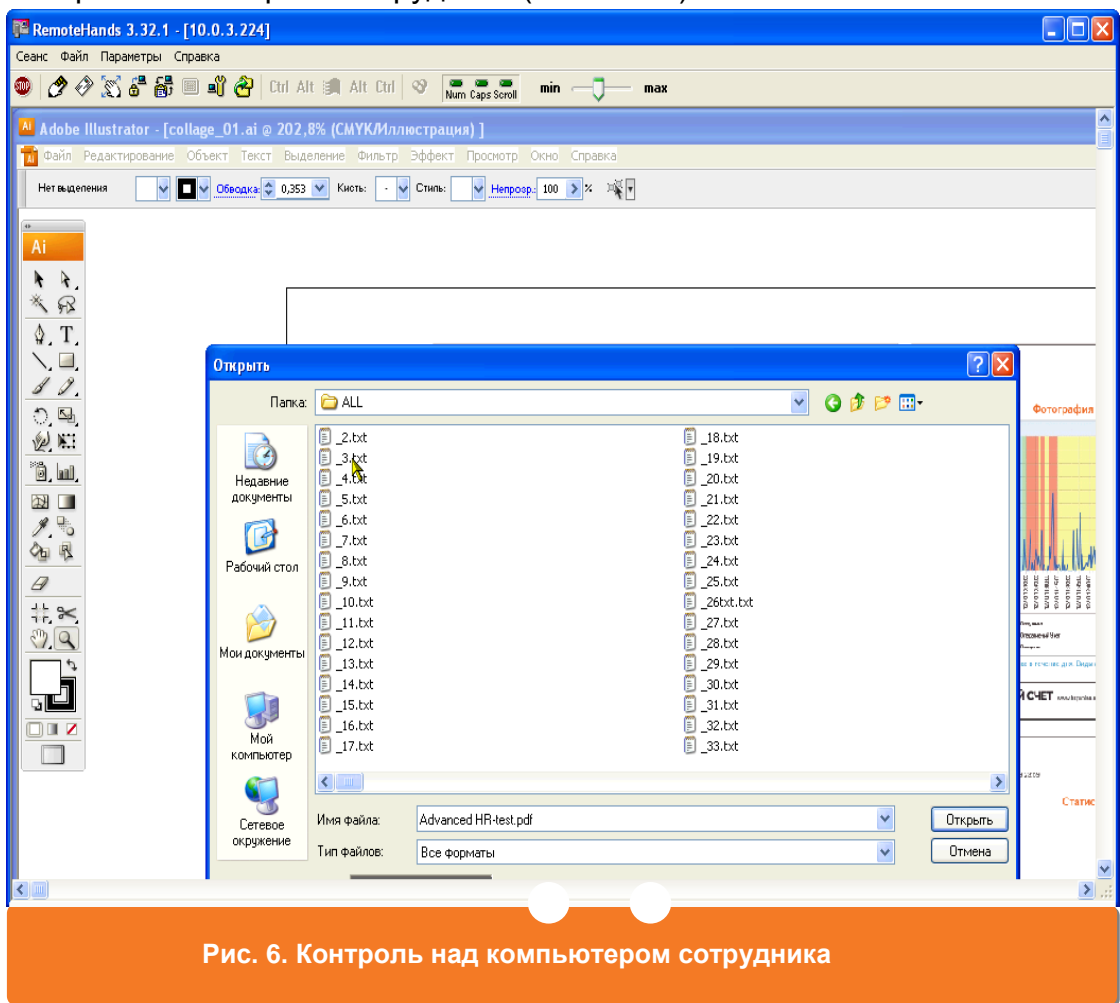 RemoteHands 3.32.1 - [10.0.3.224]
Сеанс Файл Параметры Справка
STOP Ctrl Alt Alt Ctrl Num Caps Scroll min max
Ai Adobe Illustrator - [collage_01.ai @ 202,8% (CMYK/Иллюстрация) ]
Файл Редактирование Объект Текст Выделение Фильтр Эффект Просмотр Окно Справка
Нет выделения Обводка: 0,353 Кисть: Стиль: Непрозр.: 100 %
Ai
Открыть
Папка: ALL
Фотография
Недавние документы
Рабочий стол
Мои документы
Мой компьютер
Сетевое окружение
_2.txt
_3.txt
_4.txt
_5.txt
_6.txt
_7.txt
_8.txt
_9.txt
_10.txt
_11.txt
_12.txt
_13.txt
_14.txt
_15.txt
_16.txt
_17.txt
_18.txt
_19.txt
_20.txt
_21.txt
_22.txt
_23.txt
_24.txt
_25.txt
_26txt.txt
_27.txt
_28.txt
_29.txt
_30.txt
_31.txt
_32.txt
_33.txt
Й СЧЕТ
Статис
Имя файла: Advanced HR-test.pdf Открыть
Тип файлов: Все форматы Отмена
Рис. 6. Контроль над компьютером сотрудника